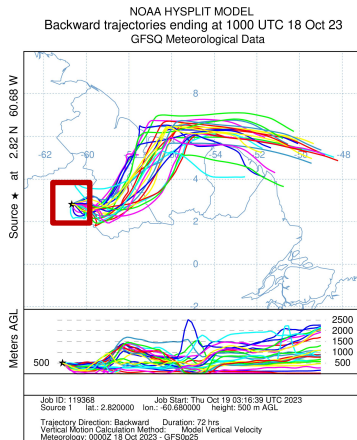 NOAA HYSPLIT MODEL
Backward trajectories ending at 1000 UTC 18 Oct 23
GFSQ Meteorological Data
Source ★ at 2.82 N 60.68 W
8
-62 -60 -54 -52 -50 -48
4
2
0
-2
Meters AGL
500
2500
2000
1500
1000
500
Job ID: 119368 Job Start: Thu Oct 19 03:16:39 UTC 2023
Source 1 lat.: 2.820000 lon.: -60.680000 height: 500 m AGL
Trajectory Direction: Backward Duration: 72 hrs
Vertical Motion Calculation Method: Model Vertical Velocity
Meteorology: 0000Z 18 Oct 2023 - GFS0p25